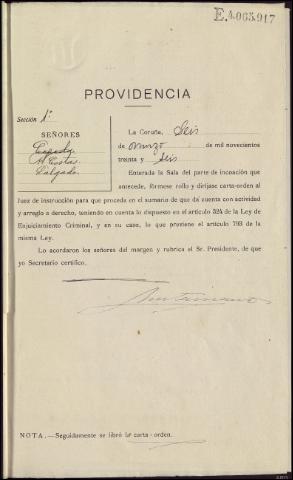 E.4.065.917
PROVIDENCIA
Sección 1ª
SEÑORES
Costas
Salgado.
La Coruña, Seis
de marzo de mil novecientos
treinta y seis
Enterada la Sala del parte de incoación que
antecede, fórmese rollo y diríjase carta-orden al
Juez de instrucción para que proceda en el sumario de que da cuenta con actividad
y arreglo a derecho, teniendo en cuenta lo dispuesto en el artículo 324 de la Ley de
Enjuiciamiento Criminal, y en su caso, lo que previene el artículo 793 de la
misma Ley.
Lo acordaron los señores del margen y rubrica el Sr. Presidente, de que
yo Secretario certifico.
NOTA.—Seguidamente se libró la carta-orden.